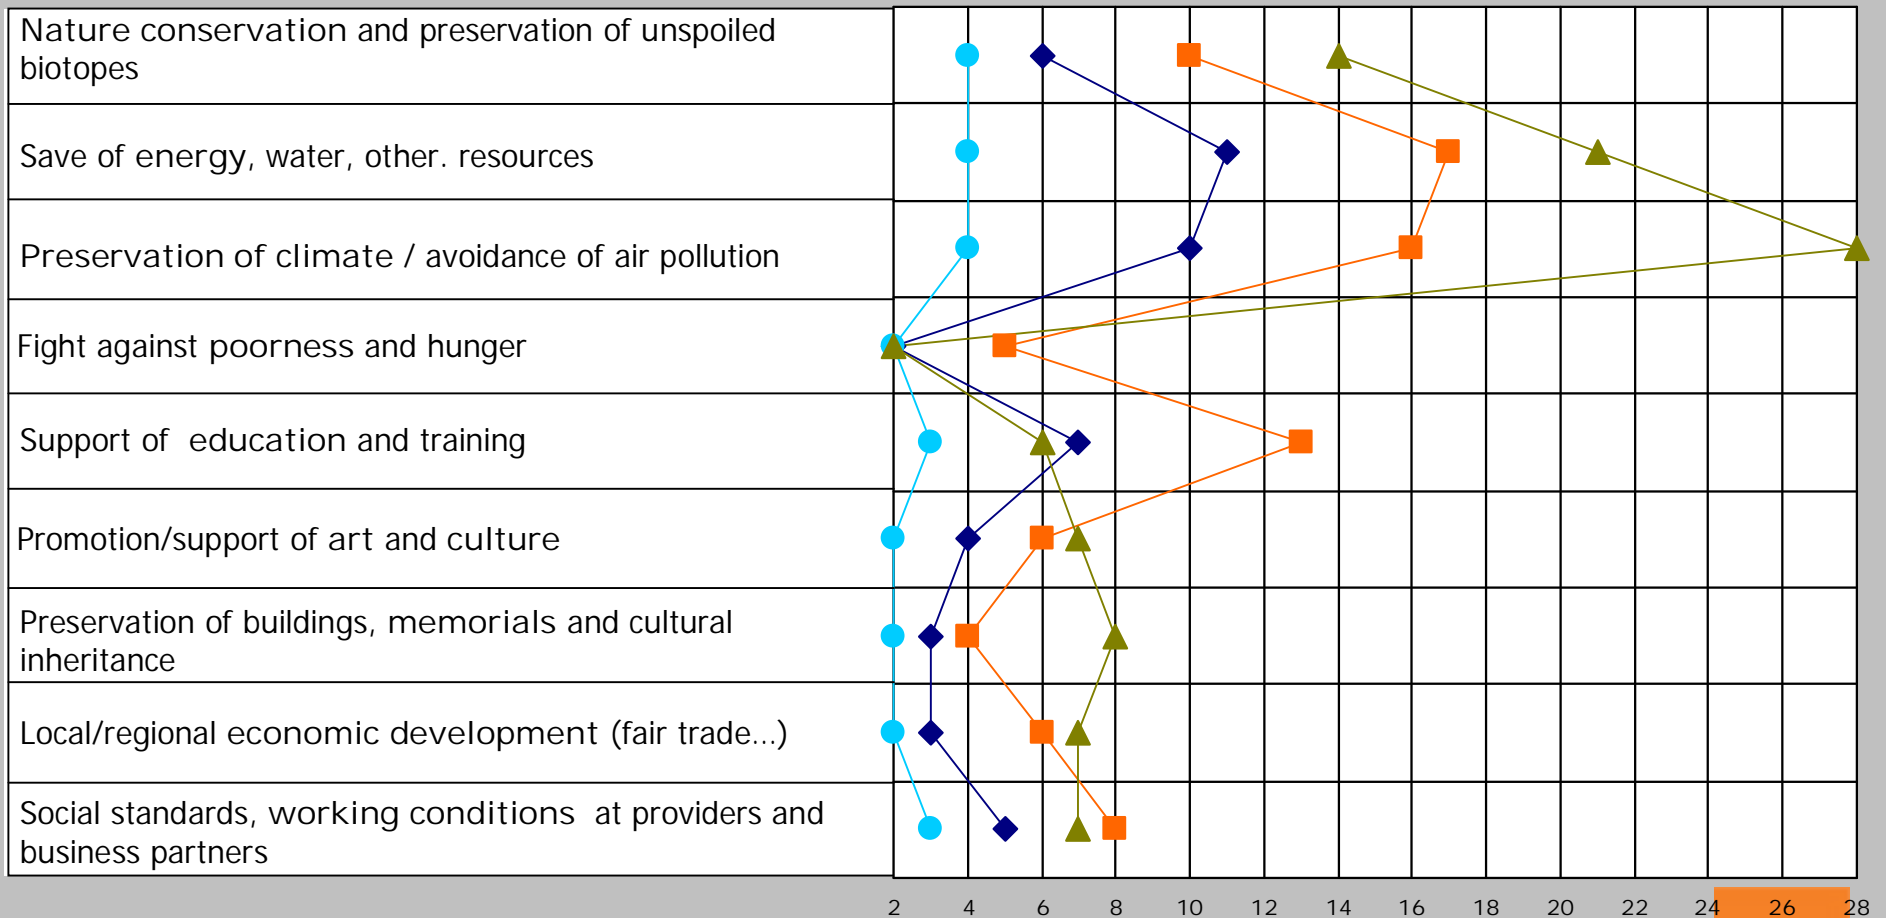 Nature conservation and preservation of unspoiled
biotopes
Save of energy, water, other. resources
Preservation of climate / avoidance of air pollution
Fight against poorness and hunger
Support of education and training
Promotion/support of art and culture
Preservation of buildings, memorials and cultural
inheritance
Local/regional economic development (fair trade...)
Social standards, working conditions at providers and
business partners
2 4 6 8 10 12 14 16 18 20 22 24 26 28